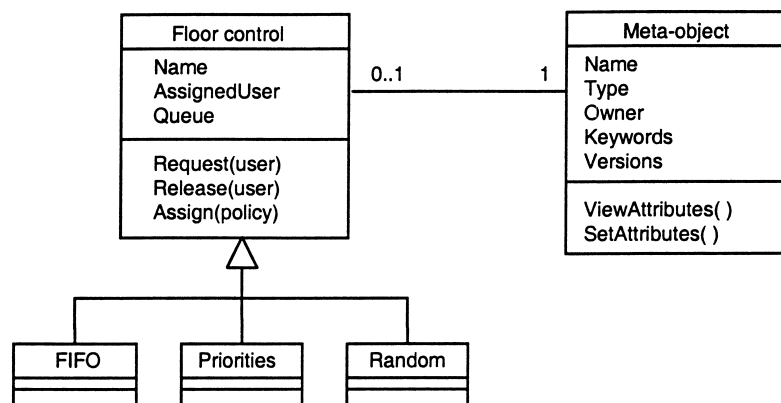 Floor control
Name
AssignedUser
Queue
Request(user)
Release(user)
Assign(policy)
0..1
1
Meta-object
Name
Type
Owner
Keywords
Versions
ViewAttributes( )
SetAttributes( )
FIFO
Priorities
Random